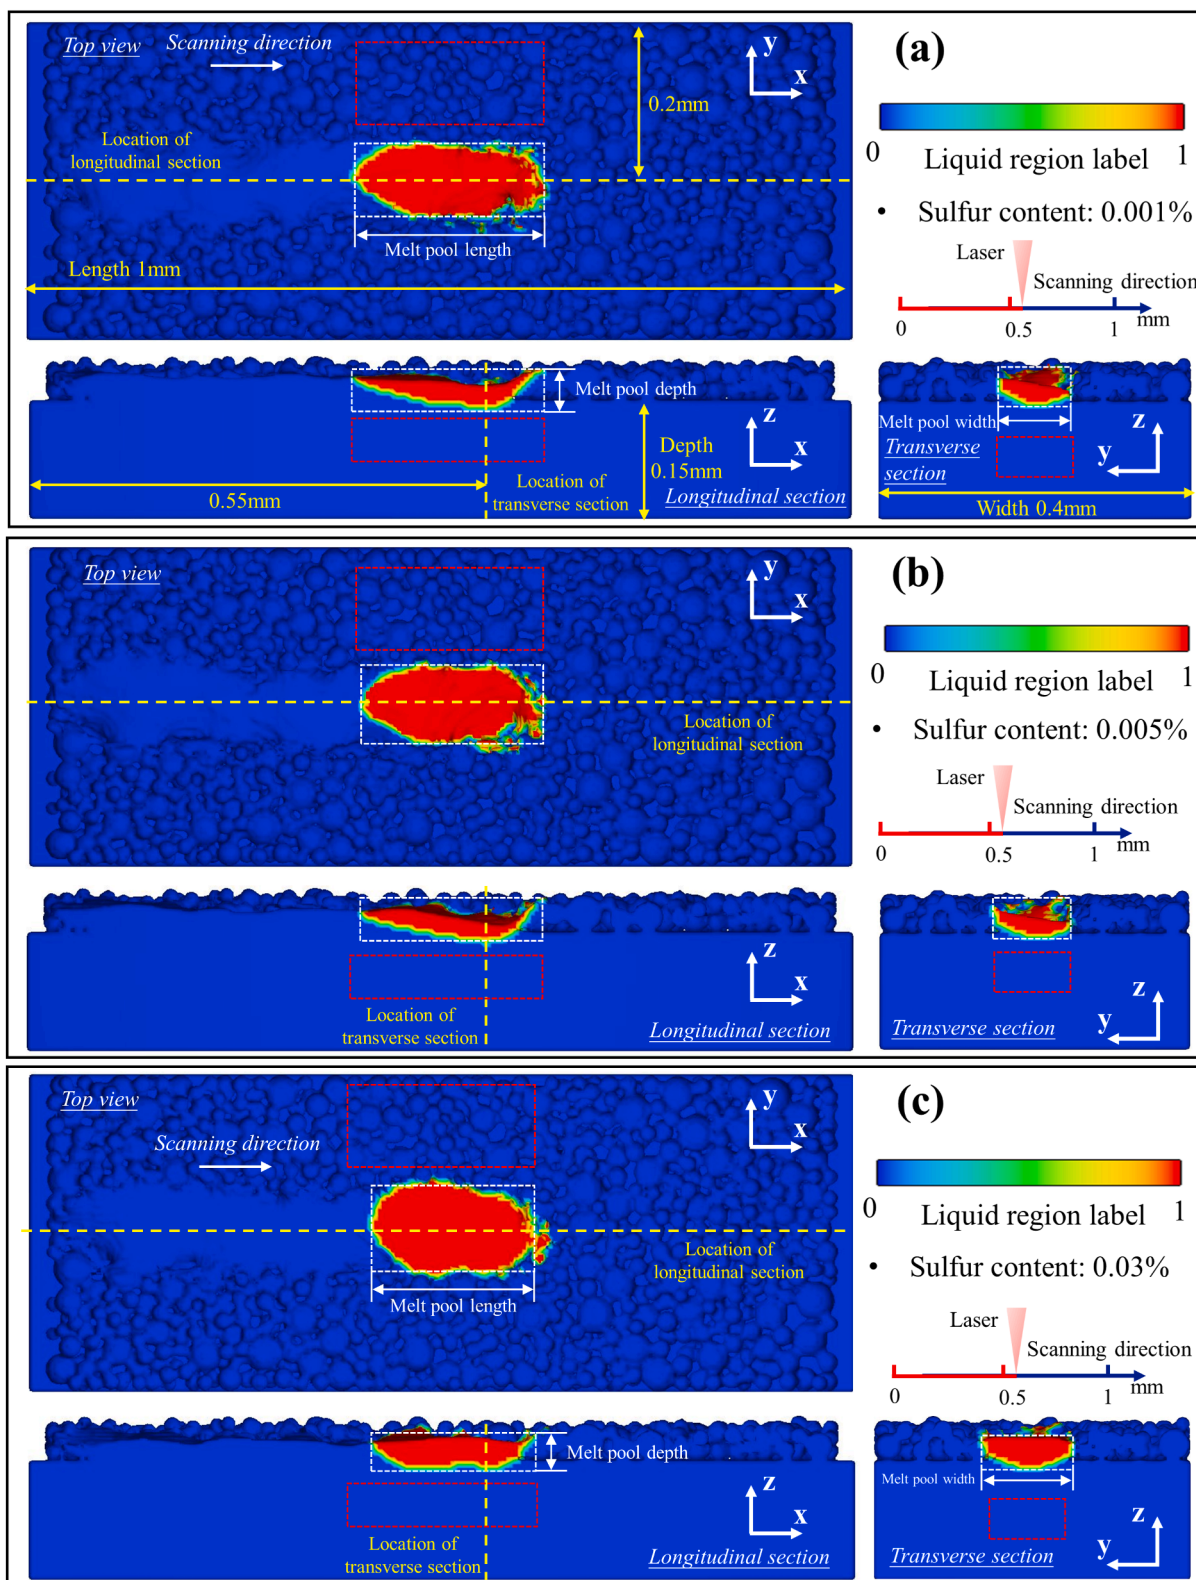 Top view
Scanning direction
y
x
0.2mm
Location of
longitudinal section
Melt pool length
Length 1mm
(a)
0
1
Liquid region label
• Sulfur content: 0.001%
Laser
Scanning direction
0
0.5
1
mm
Melt pool depth
z
x
Depth
0.15mm
0.55mm
Location of
transverse section
Longitudinal section
Melt pool width
Transverse
section
z
y
Width 0.4mm
Top view
y
x
Location of
longitudinal section
(b)
0
1
Liquid region label
• Sulfur content: 0.005%
Laser
Scanning direction
0
0.5
1
mm
z
x
Location of
transverse section
Longitudinal section
z
y
Transverse section
Top view
Scanning direction
y
x
Location of
longitudinal section
Melt pool length
(c)
0
1
Liquid region label
• Sulfur content: 0.03%
Laser
Scanning direction
0
0.5
1
mm
Melt pool depth
z
x
Location of
transverse section
Longitudinal section
Melt pool width
z
y
Transverse section